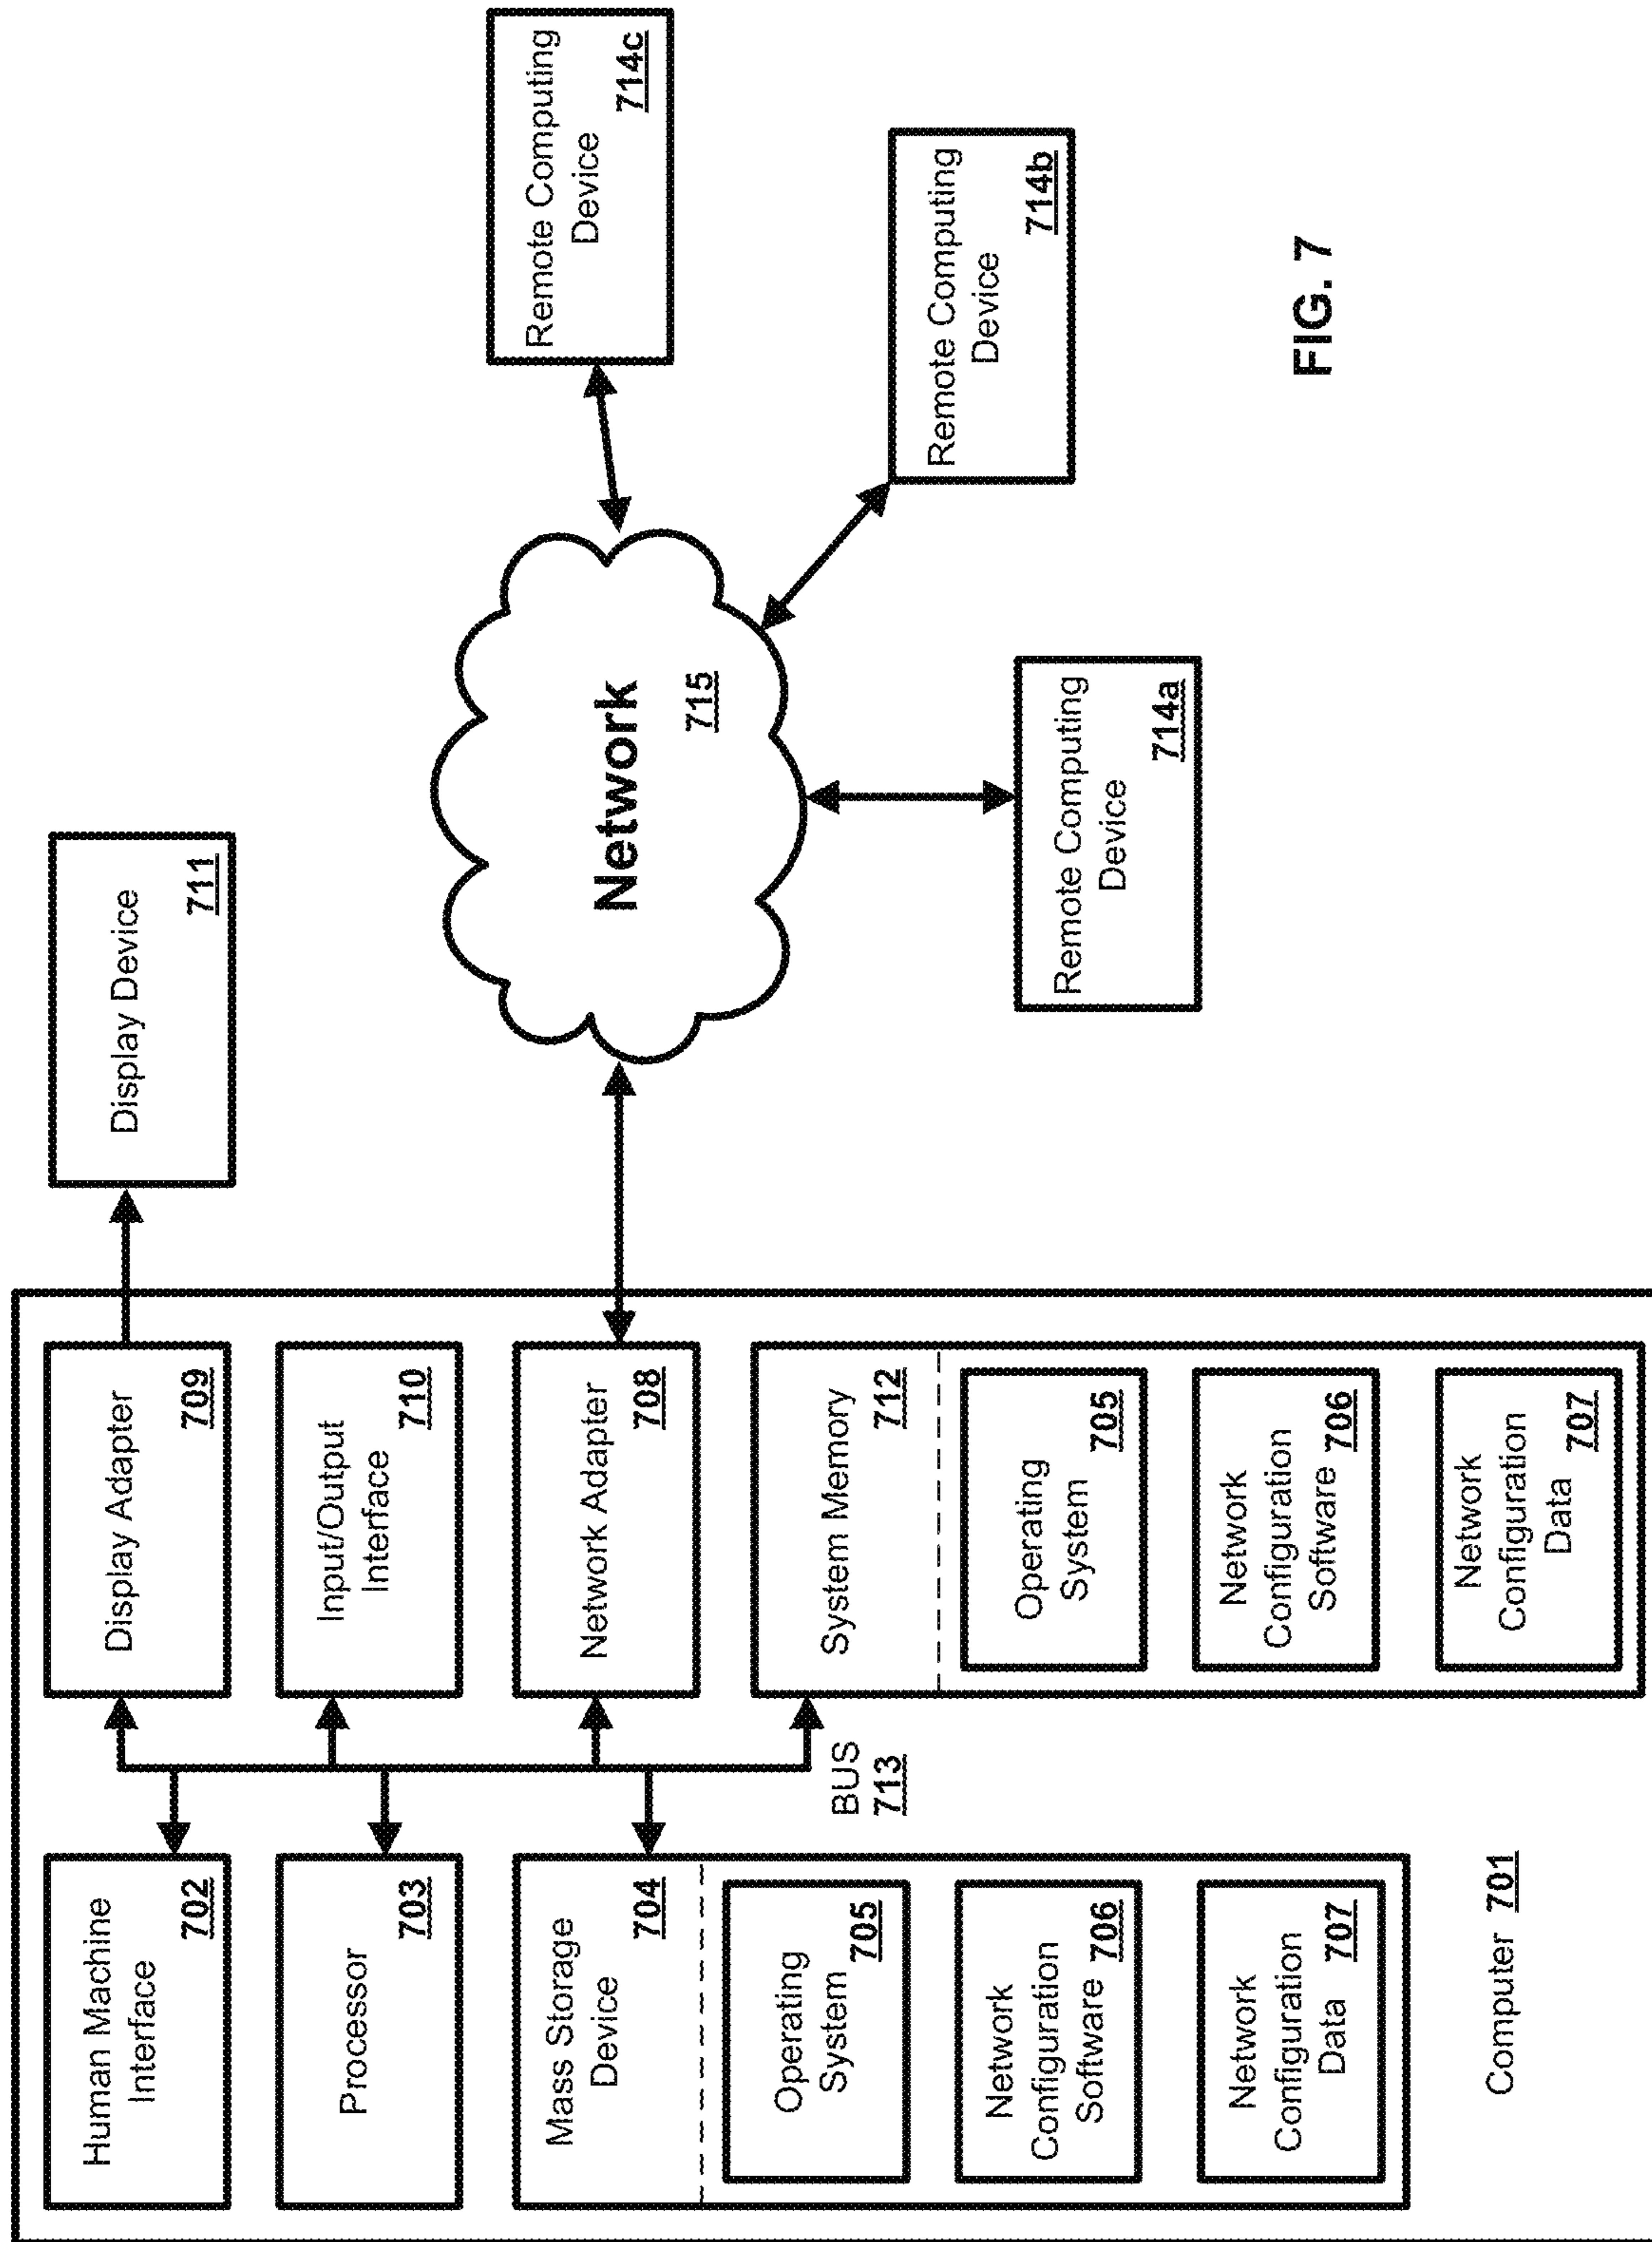 Human Machine
Interface
702
Processor
703
Mass Storage
Device
704
Operating
System
705
Network
Configuration
Software 706
Network
Configuration
Data 707
Computer 701
BUS
713
Display Adapter
709
Input/Output
Interface
710
Network Adapter
708
System Memory
712
Operating
System
705
Network
Configuration
Software 706
Network
Configuration
Data 707
Display Device
711
Network
715
Remote Computing
Device
714a
Remote Computing
Device
714b
Remote Computing
Device
714c
FIG. 7